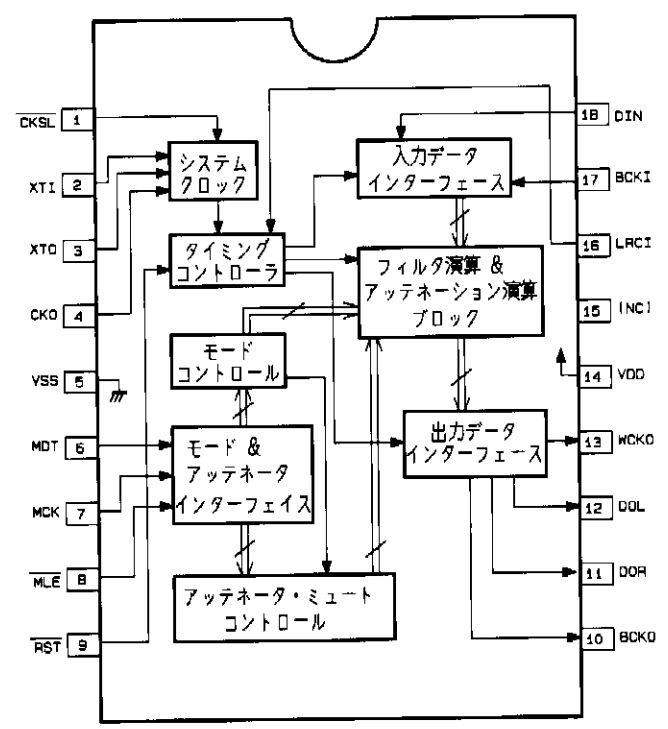 CKSL 1
XTI 2
XTO 3
CKO 4
VSS 5
MDT 6
MCK 7
MLE 8
RST 9
18 DIN
17 BCKI
16 LRCI
15 (NC)
14 VDD
13 WCKO
12 DOL
11 DOR
10 BCKO
システム
クロック
タイミング
コントローラ
モード
コントロール
モード &
アッテネータ
インターフェイス
アッテネータ・ミュート
コントロール
入力データ
インターフェース
フィルタ演算 &
アッテネーション演算
ブロック
出力データ
インターフェース